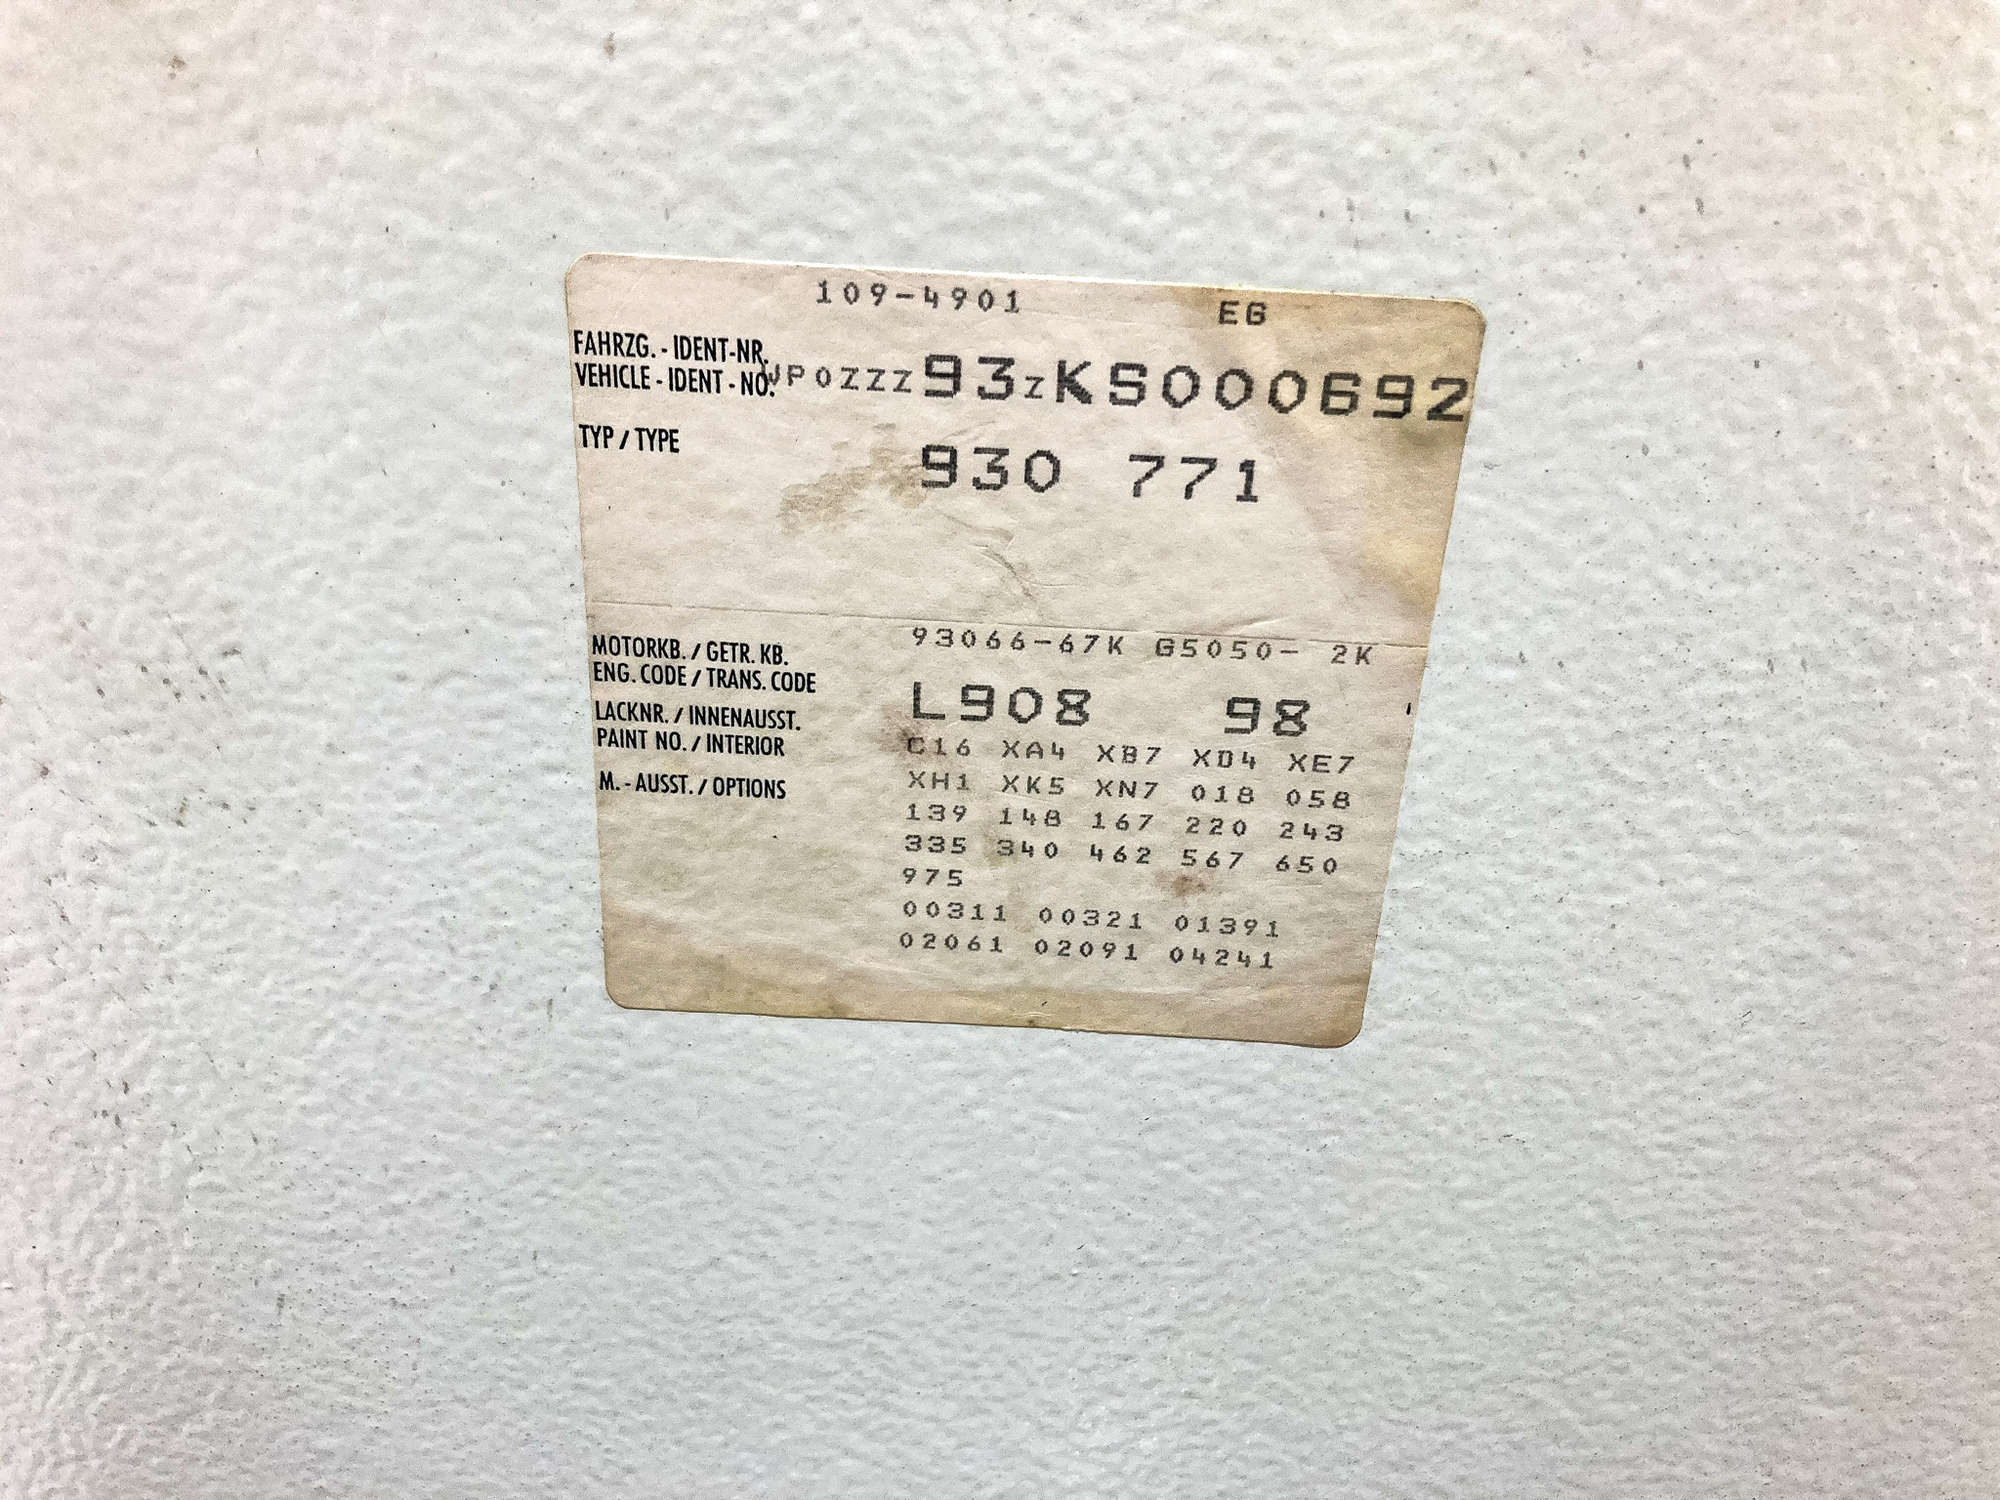 109-4901 EG
FAHRZG. - IDENT-NR.
VEHICLE - IDENT - NO. WP0ZZZ93ZKS000692
TYP / TYPE 930 771
MOTORKB. / GETR. KB. 93066-67K G5050- 2K
ENG. CODE / TRANS. CODE
LACKNR. / INNENAUSST. L908 98
PAINT NO. / INTERIOR C16 XA4 XB7 XD4 XE7
M. - AUSST. / OPTIONS XH1 XK5 XN7 018 058
139 148 167 220 243
335 340 462 567 650
975
00311 00321 01391
02061 02091 04241